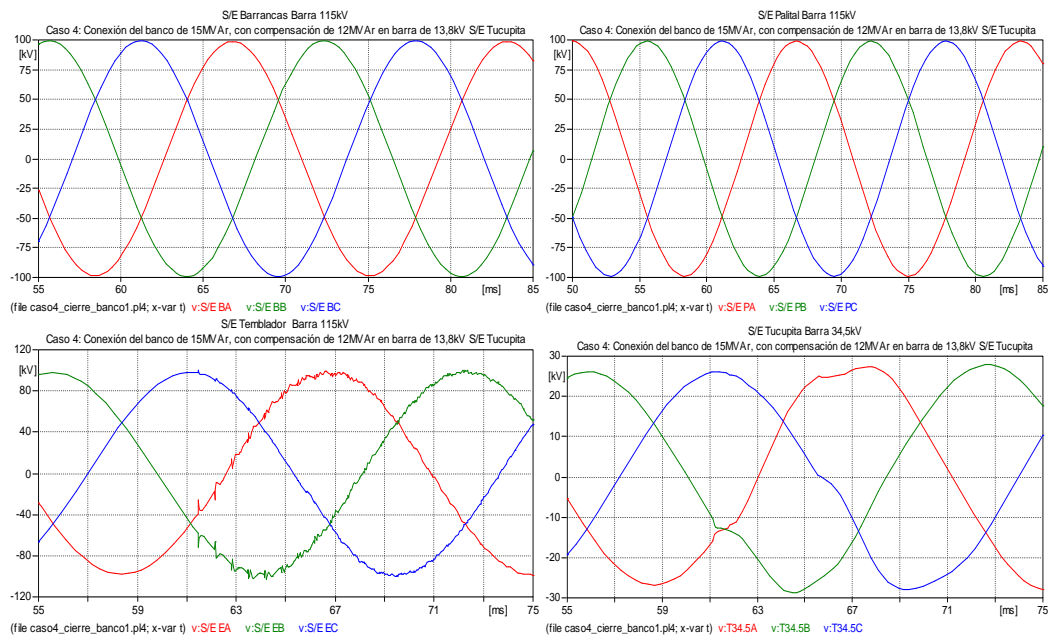 S/E Barrancas Barra 115kV
Caso 4: Conexión del banco de 15MVAr, con compensación de 12MVAr en barra de 13,8kV S/E Tucupita
100
[kV]
75
50
25
0
-25
-50
-75
-100
55
60
65
70
75
80
[ms]
85
(file caso4_cierre_banco1.pl4; x-var t) v:S/E BA v:S/E BB v:S/E BC
S/E Palital Barra 115kV
Caso 4: Conexión del banco de 15MVAr, con compensación de 12MVAr en barra de 13,8kV S/E Tucupita
100
[kV]
75
50
25
0
-25
-50
-75
-100
50
55
60
65
70
75
80
[ms]
85
(file caso4_cierre_banco1.pl4; x-var t) v:S/E PA v:S/E PB v:S/E PC
S/E Temblador Barra 115kV
Caso 4: Conexión del banco de 15MVAr, con compensación de 12MVAr en barra de 13,8kV S/E Tucupita
120
[kV]
80
40
0
-40
-80
-120
55
59
63
67
71
[ms]
75
(file caso4_cierre_banco1.pl4; x-var t) v:S/E EA v:S/E EB v:S/E EC
S/E Tucupita Barra 34,5kV
Caso 4: Conexión del banco de 15MVAr, con compensación de 12MVAr en barra de 13,8kV S/E Tucupita
30
[kV]
20
10
0
-10
-20
-30
55
59
63
67
71
[ms]
75
(file caso4_cierre_banco1.pl4; x-var t) v:T34.5A v:T34.5B v:T34.5C